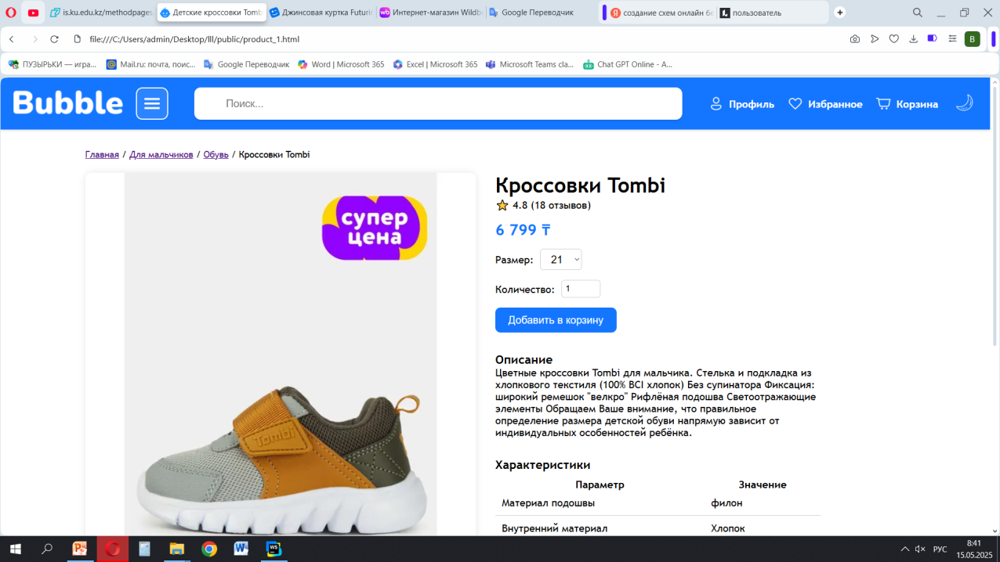 is.ku.edu.kz/methodpages
Детские кроссовки Tomb
Джинсовая куртка Futurin
Интернет-магазин Wildb
Google Переводчик
создание схем онлайн бе
пользователь
file:///C:/Users/admin/Desktop/lll/public/product_1.html
B
ПУЗЫРЬКИ — игра...
Mail.ru: почта, поис...
Google Переводчик
Word | Microsoft 365
Excel | Microsoft 365
Microsoft Teams cla...
Chat GPT Online - A...
Bubble
Поиск...
Профиль
Избранное
Корзина
Главная / Для мальчиков / Обувь / Кроссовки Tombi
супер
цена
Tombi
Кроссовки Tombi
4.8 (18 отзывов)
6 799 ₸
Размер: 21
Количество: 1
Добавить в корзину
Описание
Цветные кроссовки Tombi для мальчика. Стелька и подкладка из
хлопкового текстиля (100% BCI хлопок) Без супинатора Фиксация:
широкий ремешок "велкро" Рифлёная подошва Светоотражающие
элементы Обращаем Ваше внимание, что правильное
определение размера детской обуви напрямую зависит от
индивидуальных особенностей ребёнка.
Характеристики
Параметр Значение
Материал подошвы филон
Внутренний материал Хлопок
РУС
8:41
15.05.2025